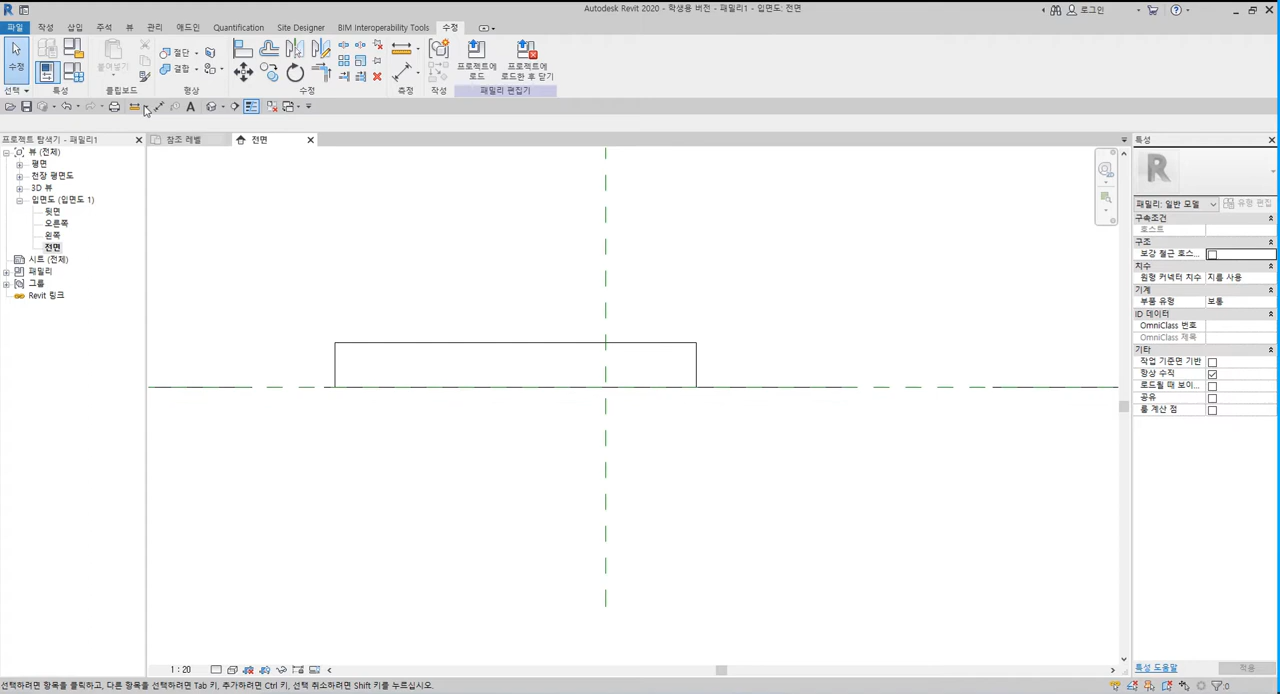 Autodesk Revit 2020 - 학생용 버전 - 패밀리1 - 입면도: 전면
로그인
파일 작성 삽입 주석 뷰 관리 애드인 Quantification Site Designer BIM Interoperability Tools 수정
수정
붙여넣기
절단
결합
프로젝트에
로드
프로젝트에
로드한 후 닫기
선택 특성 클립보드 형상 수정 측정 작성 패밀리 편집기
프로젝트 탐색기 - 패밀리1
참조 레벨
전면
특성
뷰 (전체)
평면
천장 평면도
3D 뷰
입면도 (입면도 1)
뒷면
오른쪽
왼쪽
전면
시트 (전체)
패밀리
그룹
Revit 링크
패밀리: 일반 모델 유형 편집
구속조건
호스트
구조
보강 철근 호스...
치수
원형 커넥터 치수 지름 사용
기계
부품 유형 보통
ID 데이터
OmniClass 번호
OmniClass 제목
기타
작업 기준면 기반
항상 수직
로드될 때 보이...
공유
룸 계산 점
특성 도움말 적용
1 : 20
선택하려면 항목을 클릭하고, 다른 항목을 선택하려면 Tab 키, 추가하려면 Ctrl 키, 선택 취소하려면 Shift 키를 누르십시오.
:0